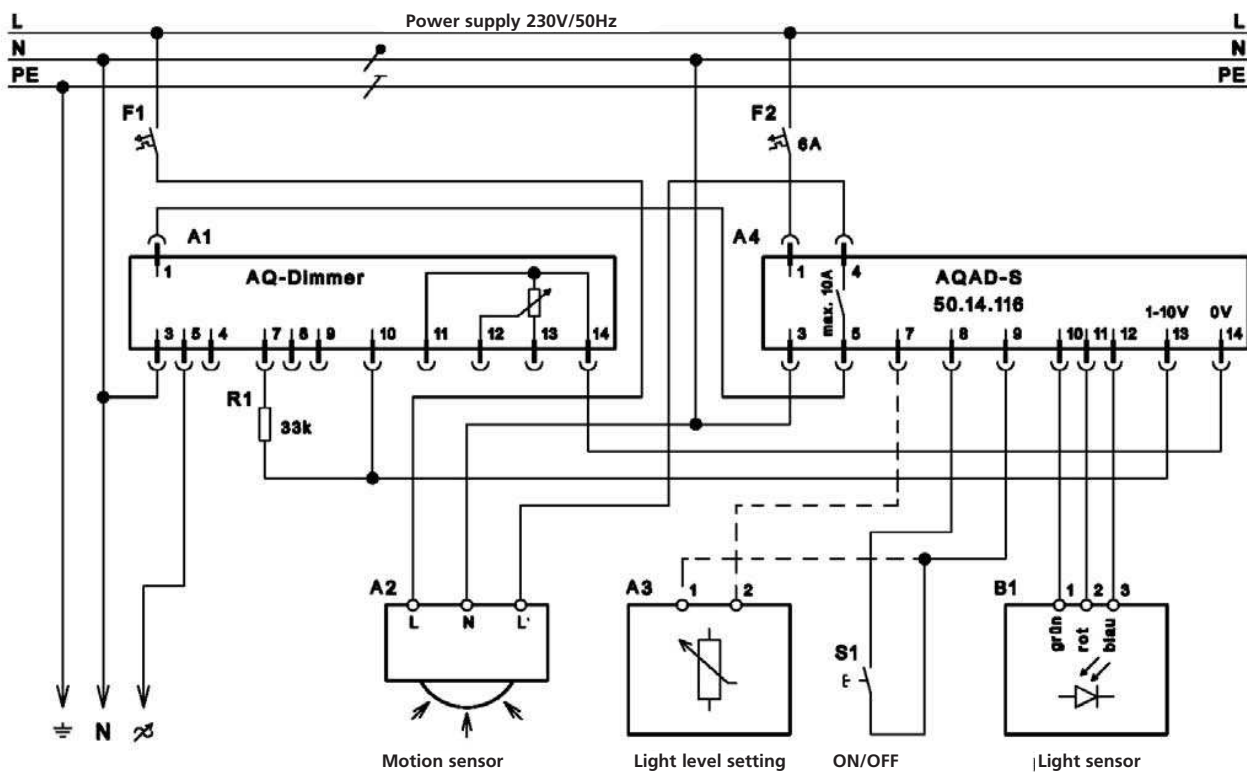 L Power supply 230V/50Hz L
N N
PE PE
F1 F2
6A
A1 A4
1 1 4
AQ-Dimmer AQAD-S
max. 10A
50.14.116
1-10V 0V
3 5 4 7 8 9 10 11 12 13 14 3 5 7 8 9 10 11 12 13 14
R1
33k
A2 A3 1 2 B1 1 2 3
L N L'
grün rot blau
S1
N
Motion sensor Light level setting ON/OFF Light sensor